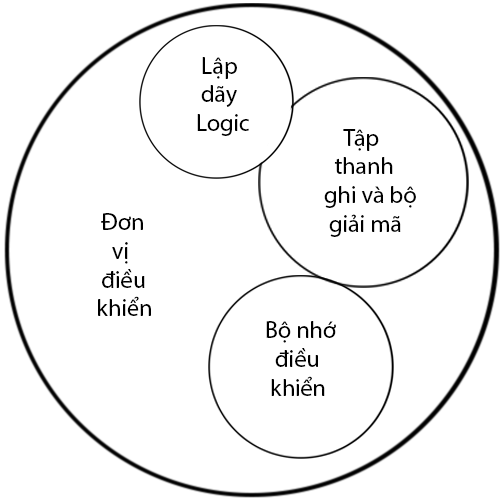 Lập
dãy
Logic
Tập
thanh
ghi và bộ
giải mã
Đơn
vị
điều
khiển
Bộ nhớ
điều
khiển